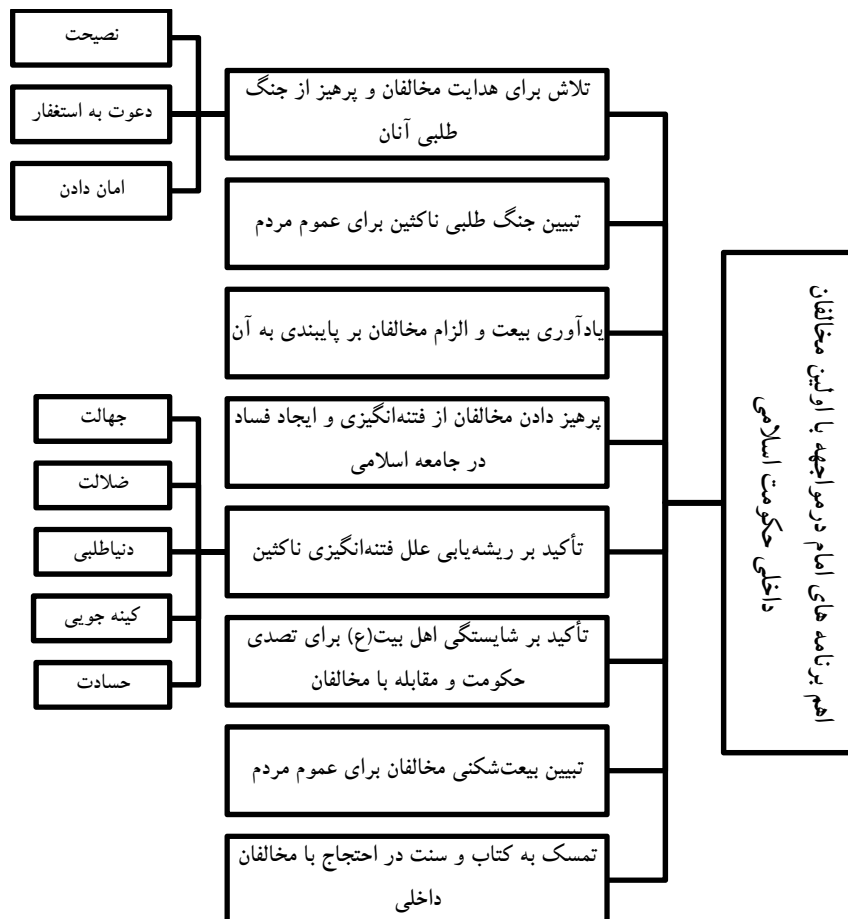 اهم برنامه های امام در مواجهه با اولین مخالفان
داخلی حکومت اسلامی
تلاش برای هدایت مخالفان و پرهیز از جنگ
طلبی آنان
نصیحت
دعوت به استغفار
امان دادن
تبیین جنگ طلبی ناکثین برای عموم مردم
یادآوری بیعت و الزام مخالفان بر پایبندی به آن
پرهیز دادن مخالفان از فتنه‌انگیزی و ایجاد فساد
در جامعه اسلامی
تأکید بر ریشه‌یابی علل فتنه‌انگیزی ناکثین
جهالت
ضلالت
دنیاطلبی
کینه جویی
حسادت
تأکید بر شایستگی اهل بیت(ع) برای تصدی
حکومت و مقابله با مخالفان
تبیین بیعت‌شکنی مخالفان برای عموم مردم
تمسک به کتاب و سنت در احتجاج با مخالفان
داخلی